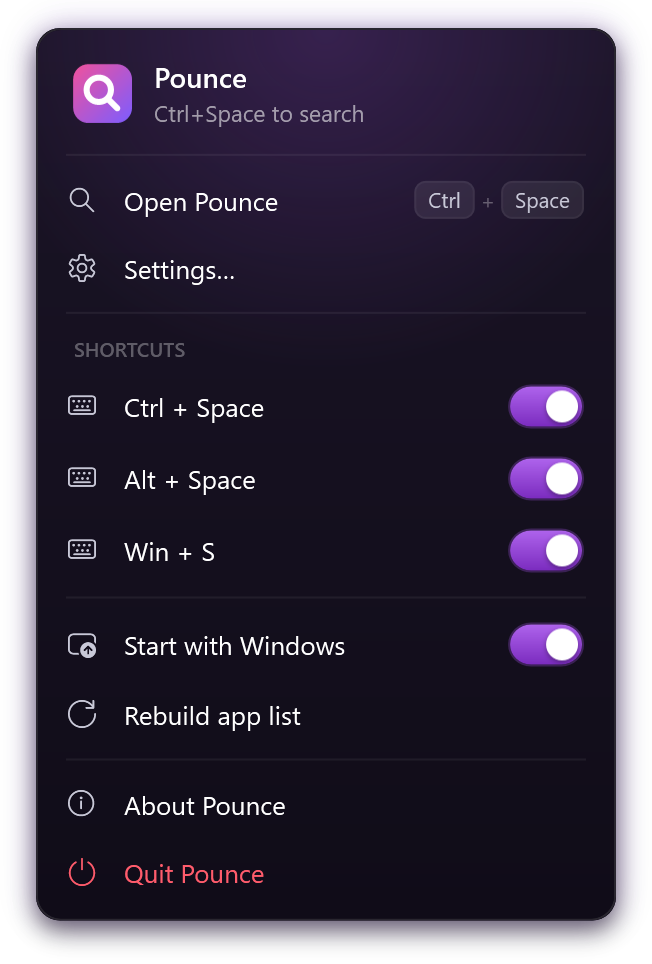 Pounce
Ctrl+Space to search
Open Pounce Ctrl + Space
Settings...
SHORTCUTS
Ctrl + Space
Alt + Space
Win + S
Start with Windows
Rebuild app list
About Pounce
Quit Pounce